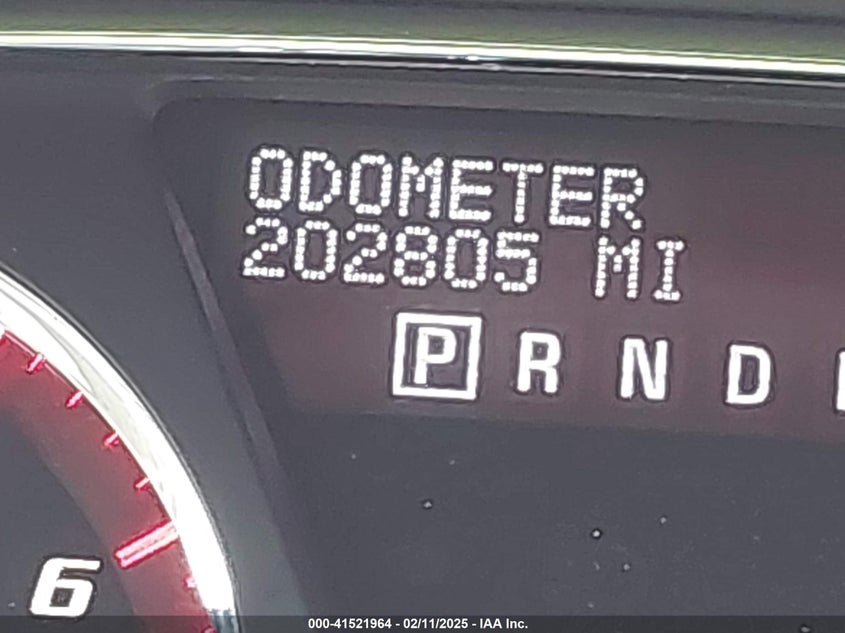 ODOMETER
202805 MI
P R N D
6
000-41521964 - 02/11/2025 - IAA Inc.